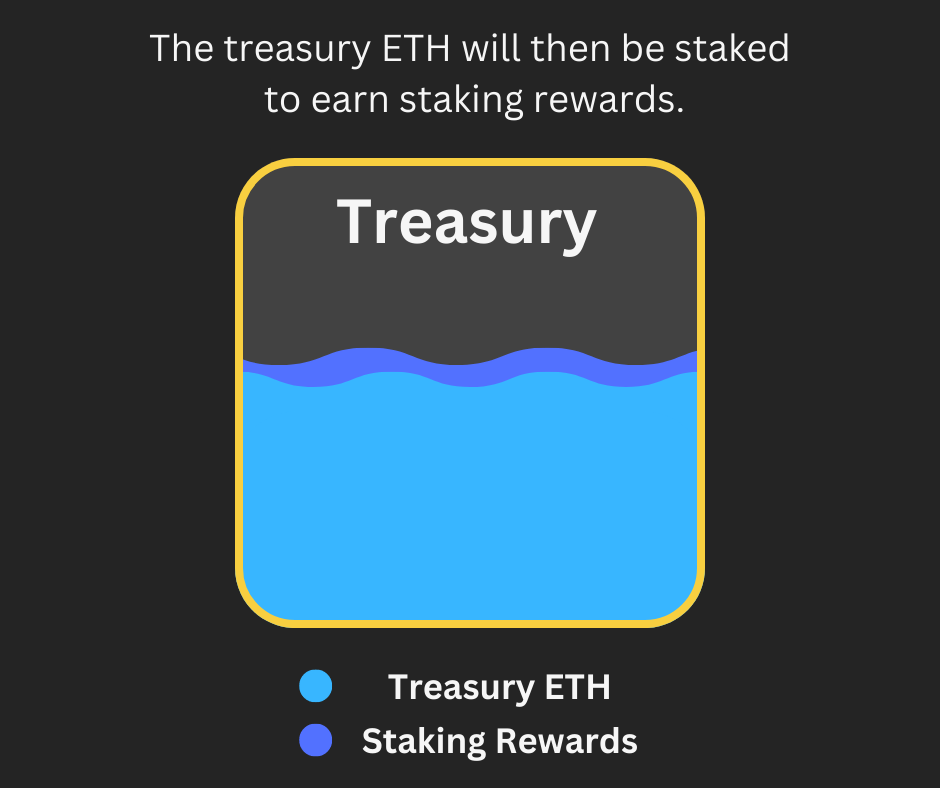 The treasury ETH will then be staked
to earn staking rewards.
Treasury
Treasury ETH
Staking Rewards